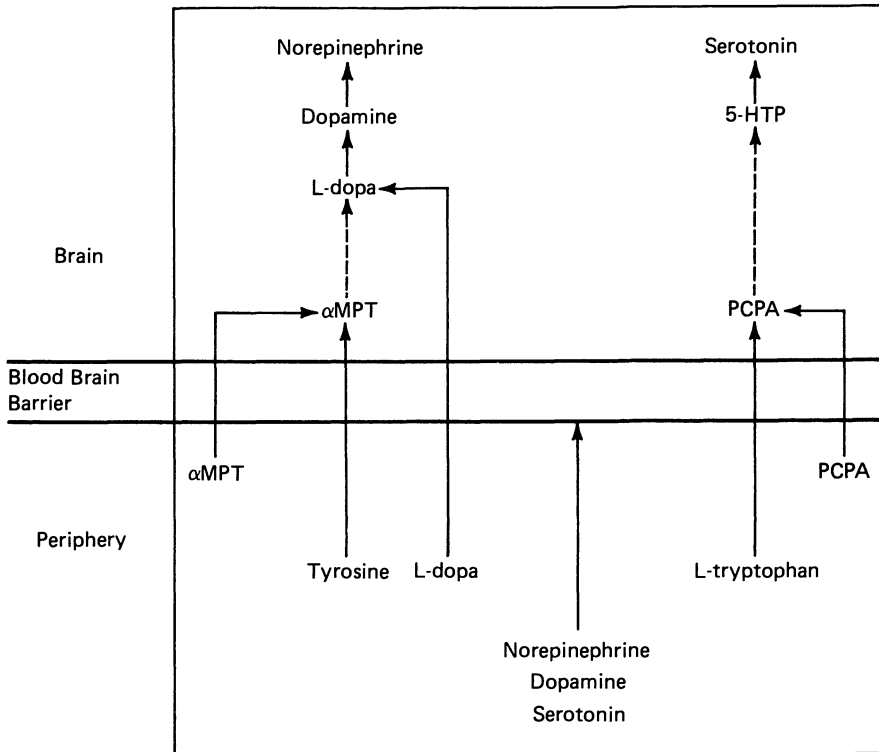 Norepinephrine
Serotonin
Dopamine
5-HTP
L-dopa
Brain
αMPT
PCPA
Blood Brain
Barrier
αMPT
PCPA
Periphery
Tyrosine
L-dopa
L-tryptophan
Norepinephrine
Dopamine
Serotonin